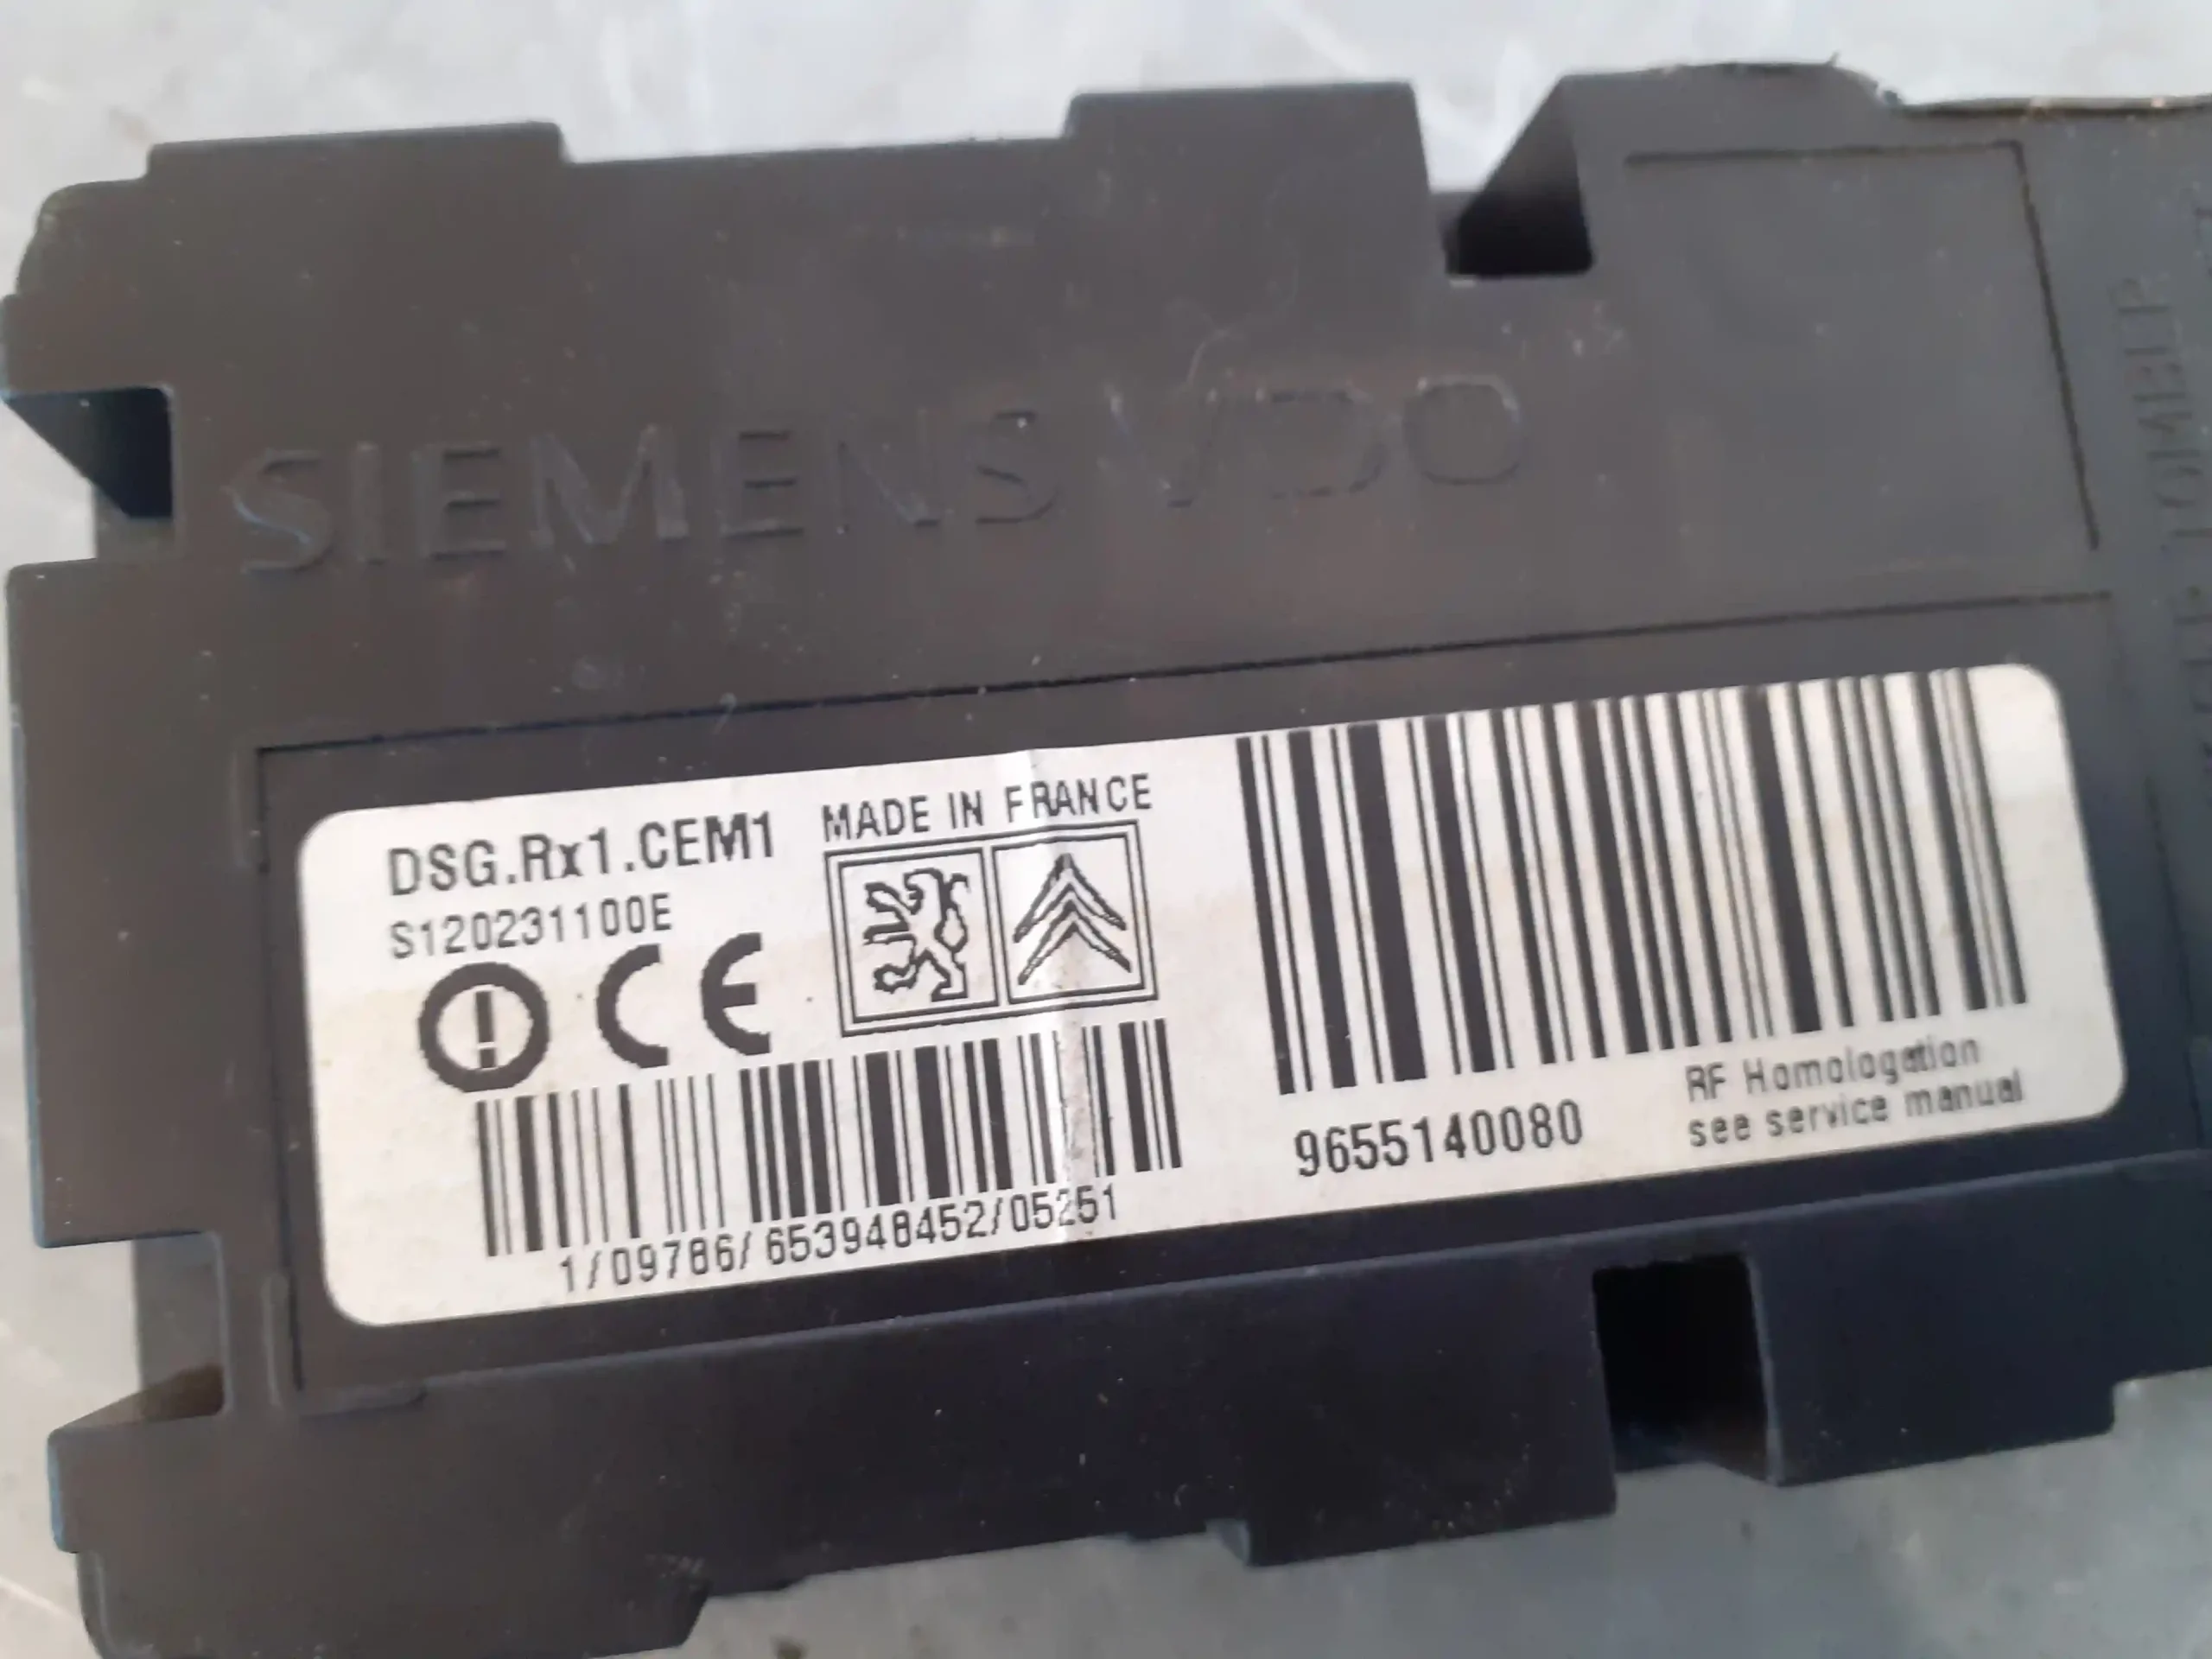 SIEMENS VDO
DSG.Rx1.CEM1
S120231100E
CE
MADE IN FRANCE
1/09786/653948452/05251
9655140080
RF Homologation
see service manual